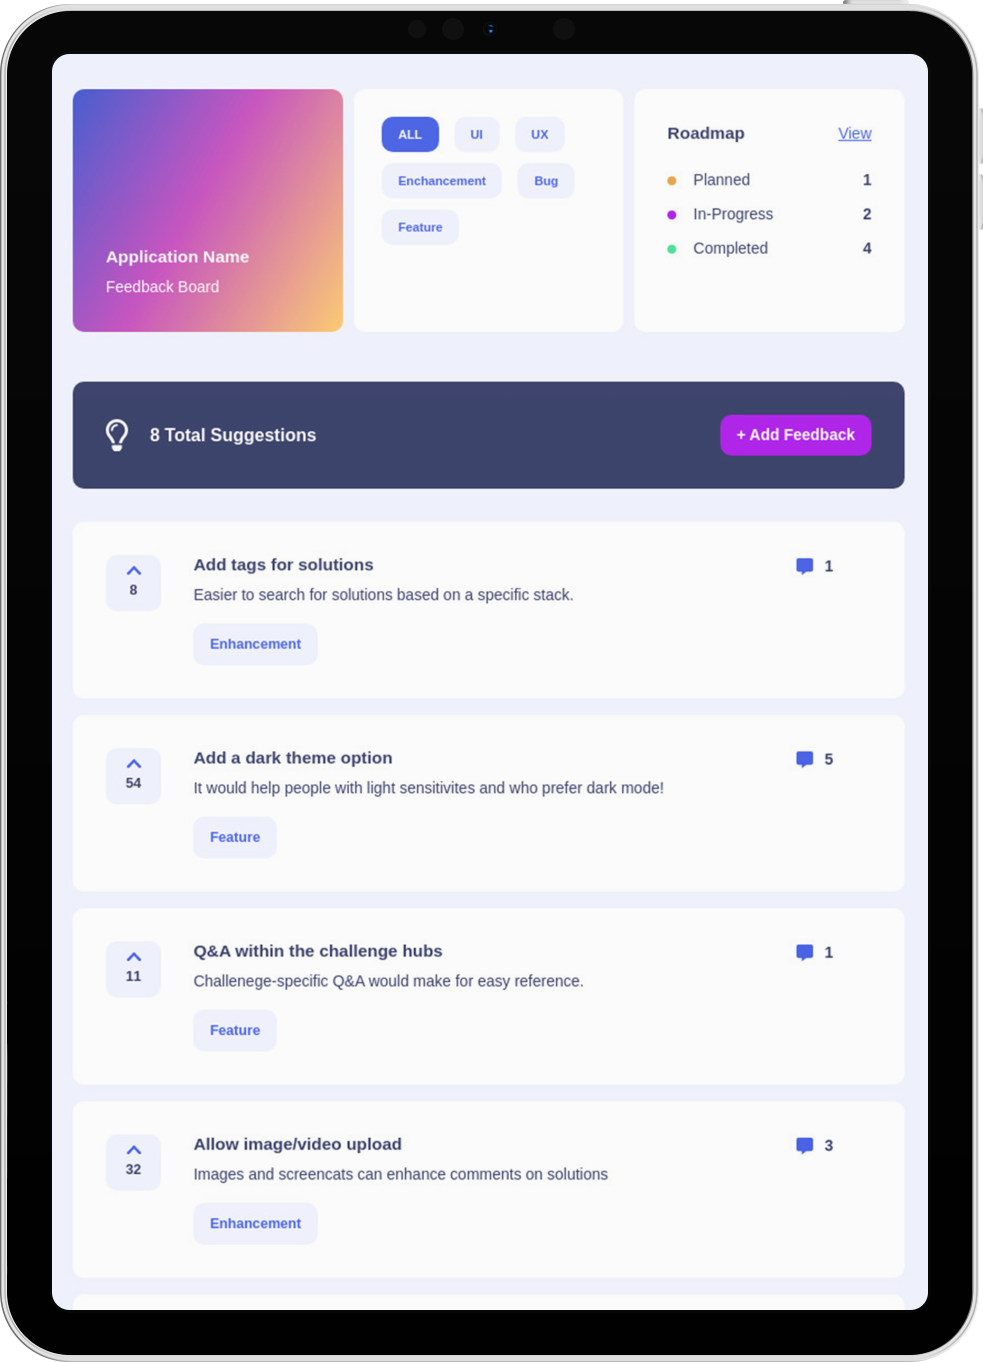 Application Name
Feedback Board
ALL UI UX
Enchancement Bug
Feature
Roadmap View
Planned 1
In-Progress 2
Completed 4
8 Total Suggestions + Add Feedback
Add tags for solutions 1
8
Easier to search for solutions based on a specific stack.
Enhancement
Add a dark theme option 5
54
It would help people with light sensitivites and who prefer dark mode!
Feature
Q&A within the challenge hubs 1
11
Challenege-specific Q&A would make for easy reference.
Feature
Allow image/video upload 3
32
Images and screencats can enhance comments on solutions
Enhancement